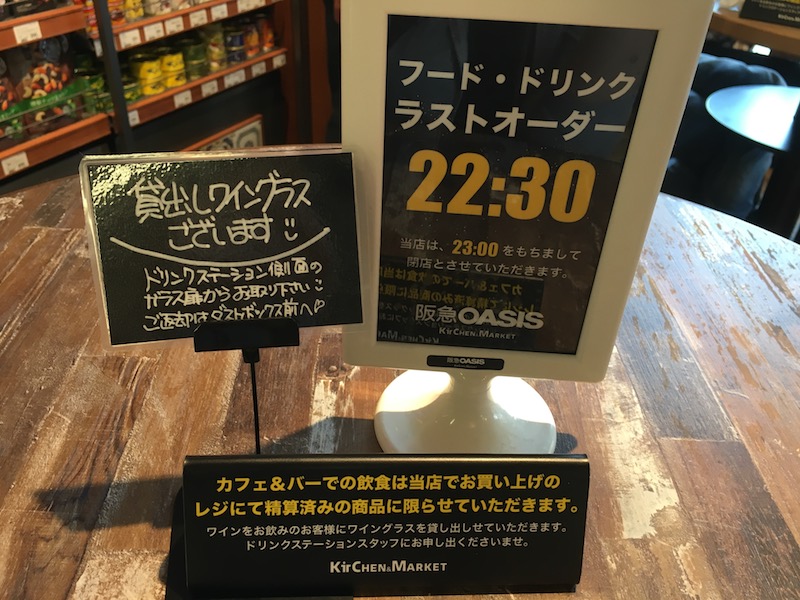 貸出しワイングラス
ございます
ドリンクステーション側面の
ガラス扉からお取り下さい
ご返却はダストボックス前へ♡
フード・ドリンク
ラストオーダー
22:30
当店は、23:00 をもちまして
閉店とさせていただきます。
阪急OASIS
KitCHEN&MARKET
阪急OASIS
カフェ&バーでの飲食は当店でお買い上げの
レジにて精算済みの商品に限らせていただきます。
ワインをお飲みのお客様にワイングラスを貸し出しせていただきます。
ドリンクステーションスタッフにお申し出くださいませ。
KitCHEN&MARKET